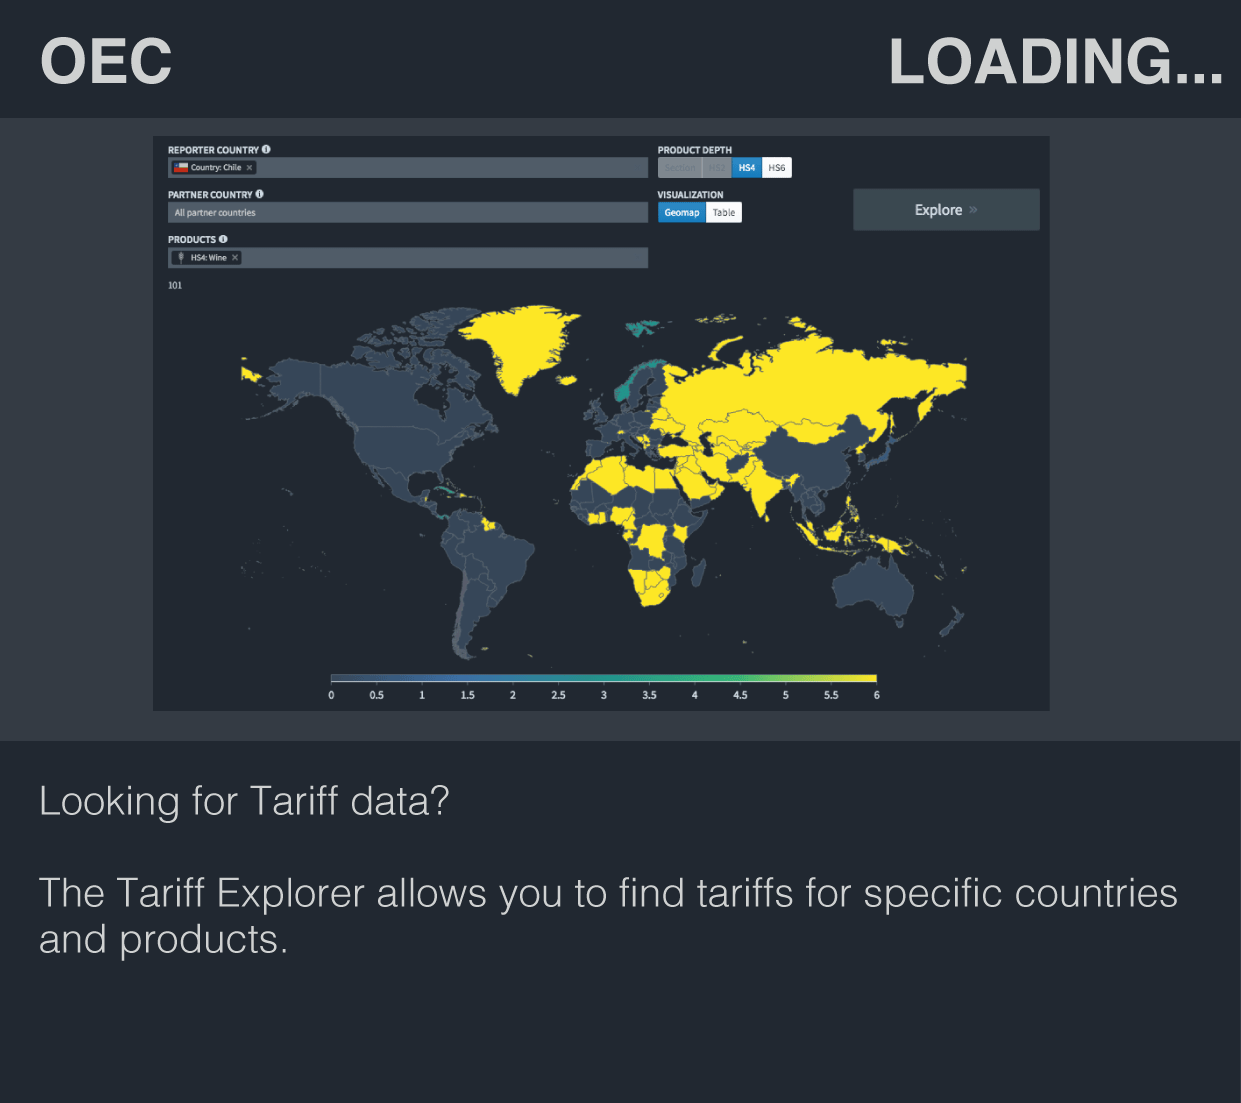 OEC
LOADING...
REPORTER COUNTRY
Country: Chile ×
PARTNER COUNTRY
All partner countries
PRODUCTS
HS4: Wine ×
101
PRODUCT DEPTH
HS4 HS6
VISUALIZATION
Geomap Table
Explore »
0 0.5 1 1.5 2 2.5 3 3.5 4 4.5 5 5.5 6
Looking for Tariff data?
The Tariff Explorer allows you to find tariffs for specific countries
and products.